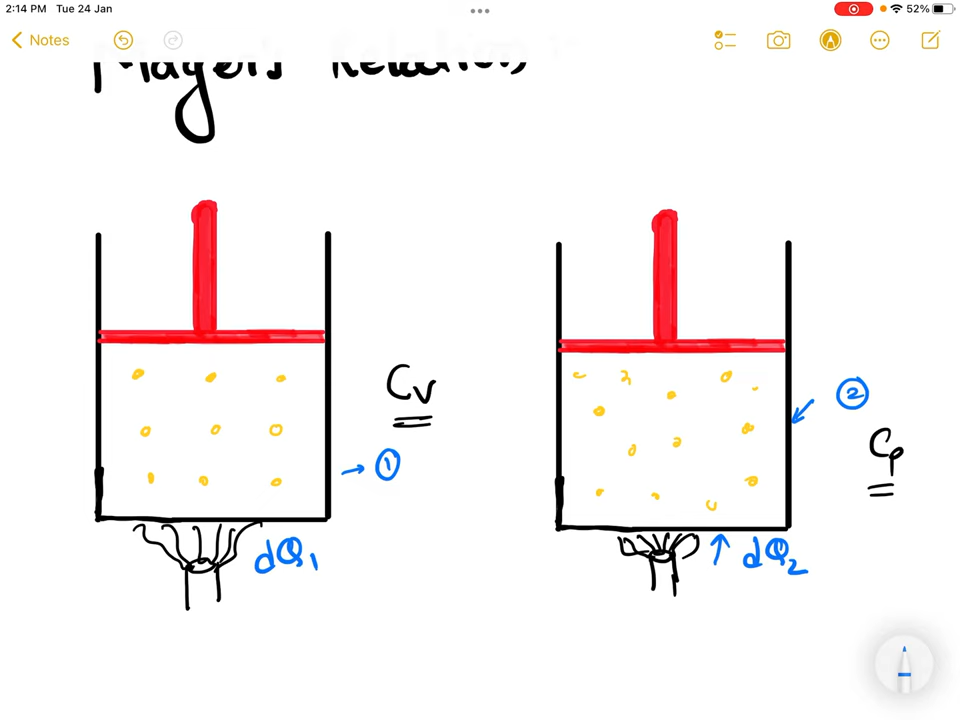 2:14 PM Tue 24 Jan
52%
Notes
Mayer's Relation
Cv
①
dQ1
②
Cp
dQ2